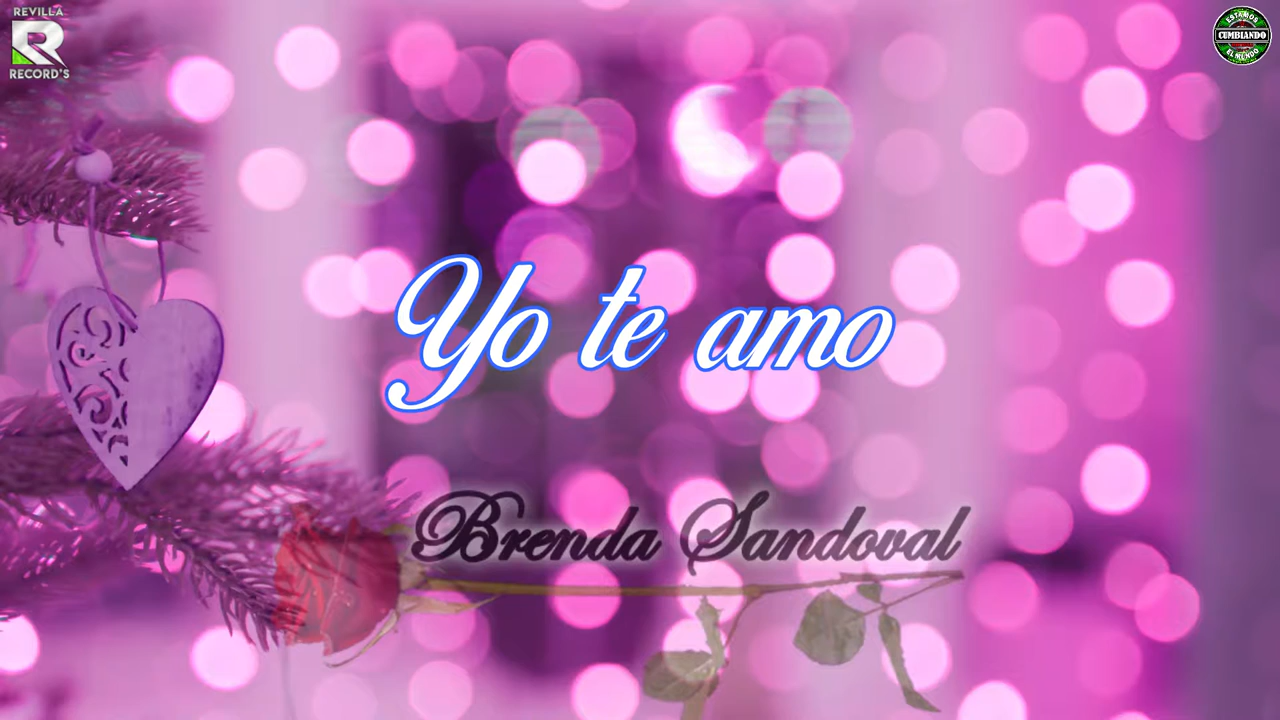 REVILLA
RECORD'S
ESTAMOS
CUMBIANDO
EL MUNDO
Yo te amo
Brenda Sandoval